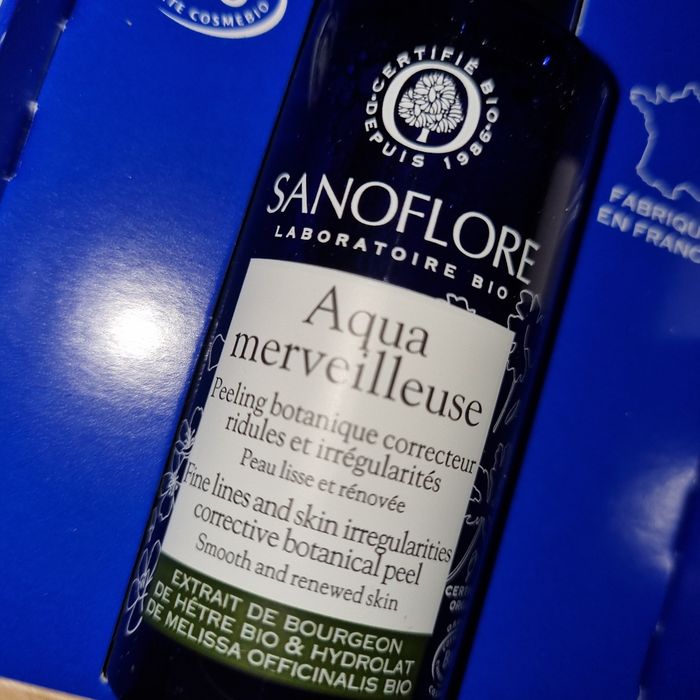 COSMEBIO
CERTIFIÉ BIO
DEPUIS 1986
SANOFLORE
LABORATOIRE BIO
Aqua
merveilleuse
Peeling botanique correcteur
ridules et irrégularités
Peau lisse et rénovée
Fine lines and skin irregularities
corrective botanical peel
Smooth and renewed skin
EXTRAIT DE BOURGEON
DE HÊTRE BIO & HYDROLAT
DE MELISSA OFFICINALIS BIO
FABRIQU
EN FRANC